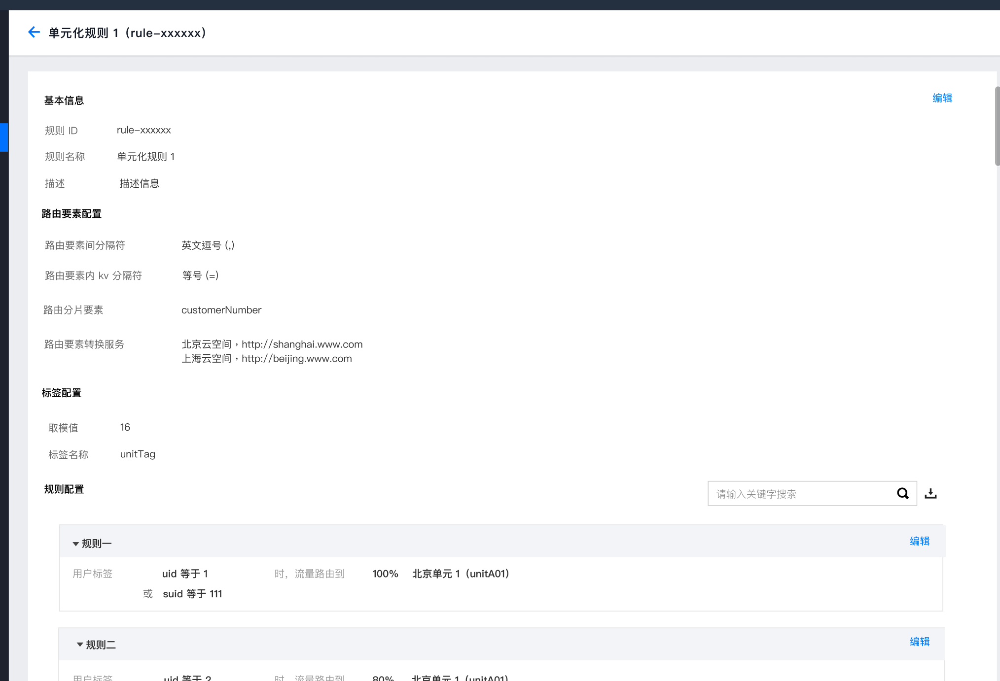 单元化规则 1（rule-xxxxxx）
基本信息
编辑
规则 ID rule-xxxxxx
规则名称 单元化规则 1
描述 描述信息
路由要素配置
路由要素间分隔符 英文逗号 (,)
路由要素内 kv 分隔符 等号 (=)
路由分片要素 customerNumber
路由要素转换服务 北京云空间，http://shanghai.www.com
上海云空间，http://beijing.www.com
标签配置
取模值 16
标签名称 unitTag
规则配置
请输入关键字搜索
规则一 编辑
用户标签 uid 等于 1 时，流量路由到 100% 北京单元 1（unitA01）
或 suid 等于 111
规则二 编辑
用户标签 uid 等于 2 时，流量路由到 80% 北京单元 1（unitA01）